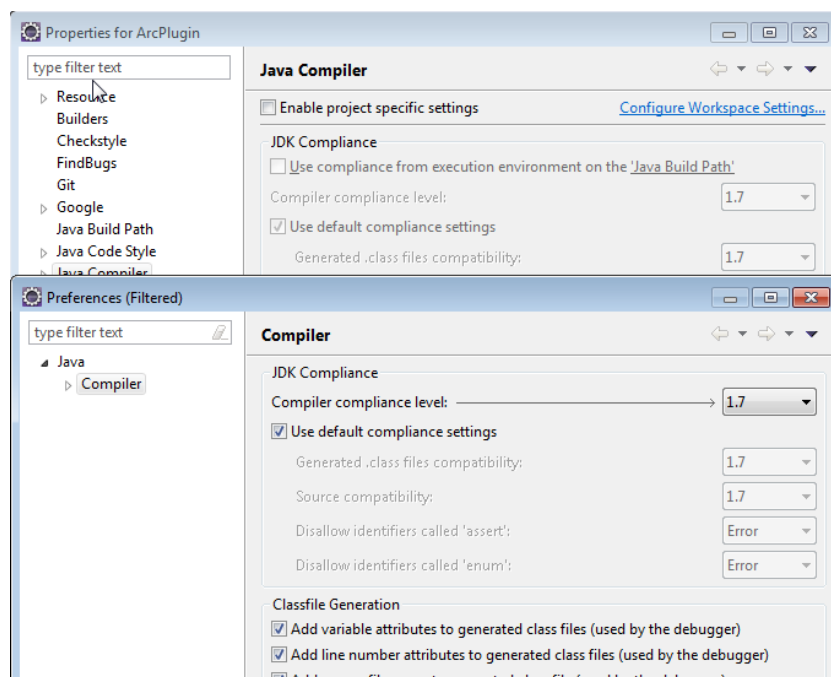 Properties for ArcPlugin
type filter text
Resource
Builders
Checkstyle
FindBugs
Git
Google
Java Build Path
Java Code Style
Java Compiler
Java Compiler
Enable project specific settings
Configure Workspace Settings...
JDK Compliance
Use compliance from execution environment on the 'Java Build Path'
Compiler compliance level:
1.7
Use default compliance settings
Generated .class files compatibility:
1.7
Preferences (Filtered)
type filter text
Java
Compiler
Compiler
JDK Compliance
Compiler compliance level:
1.7
Use default compliance settings
Generated .class files compatibility:
1.7
Source compatibility:
1.7
Disallow identifiers called 'assert':
Error
Disallow identifiers called 'enum':
Error
Classfile Generation
Add variable attributes to generated class files (used by the debugger)
Add line number attributes to generated class files (used by the debugger)